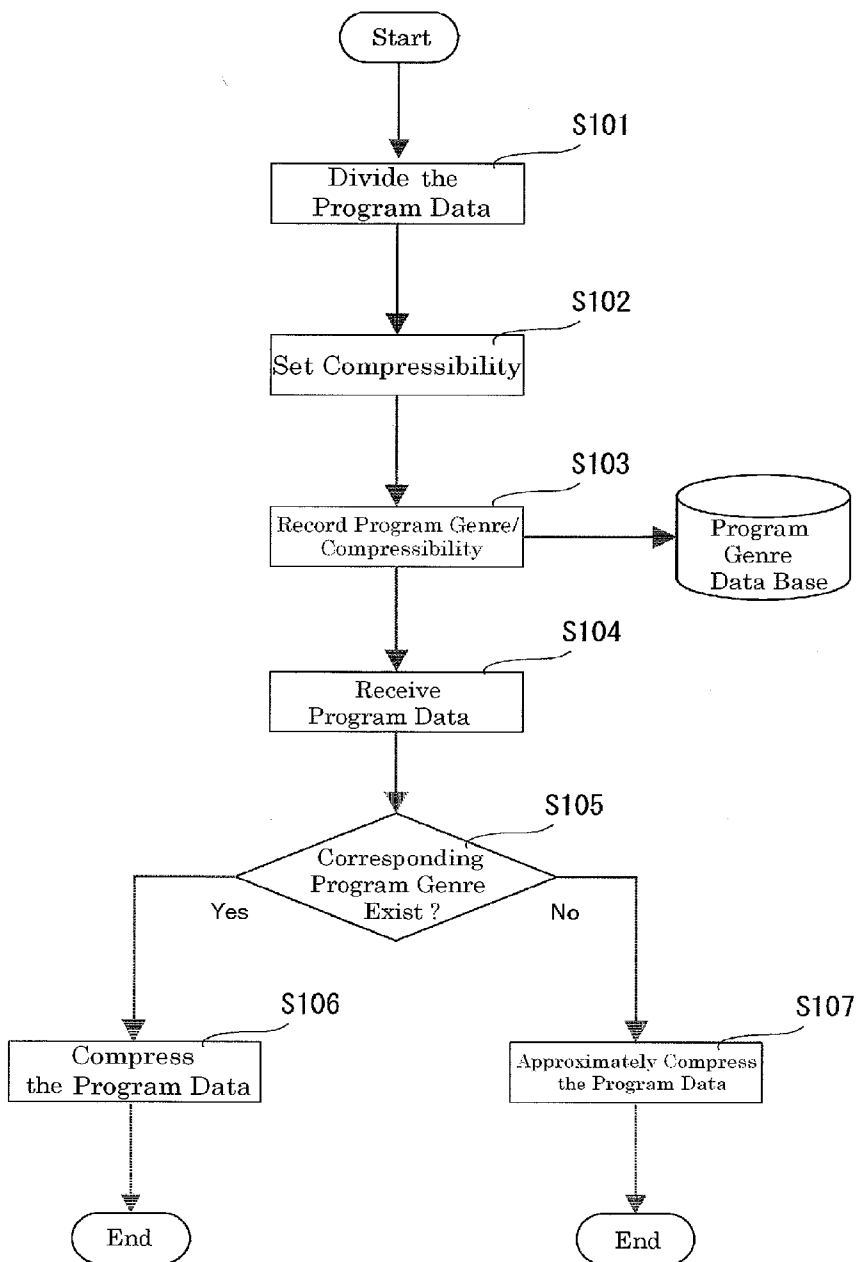 Start
S101
Divide the
Program Data
S102
Set Compressibility
S103
Record Program Genre/
Compressibility
Program
Genre
Data Base
S104
Receive
Program Data
S105
Corresponding
Program Genre
Exist ?
Yes
No
S106
Compress
the Program Data
S107
Approximately Compress
the Program Data
End
End